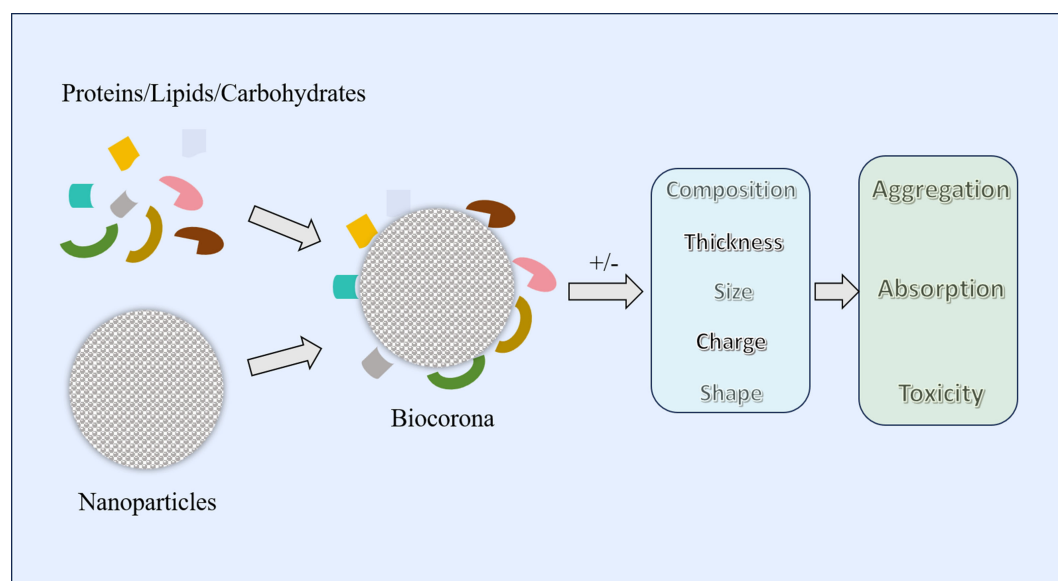 Proteins/Lipids/Carbohydrates
Nanoparticles
Biocorona
+/-
Composition
Thickness
Size
Charge
Shape
Aggregation
Absorption
Toxicity